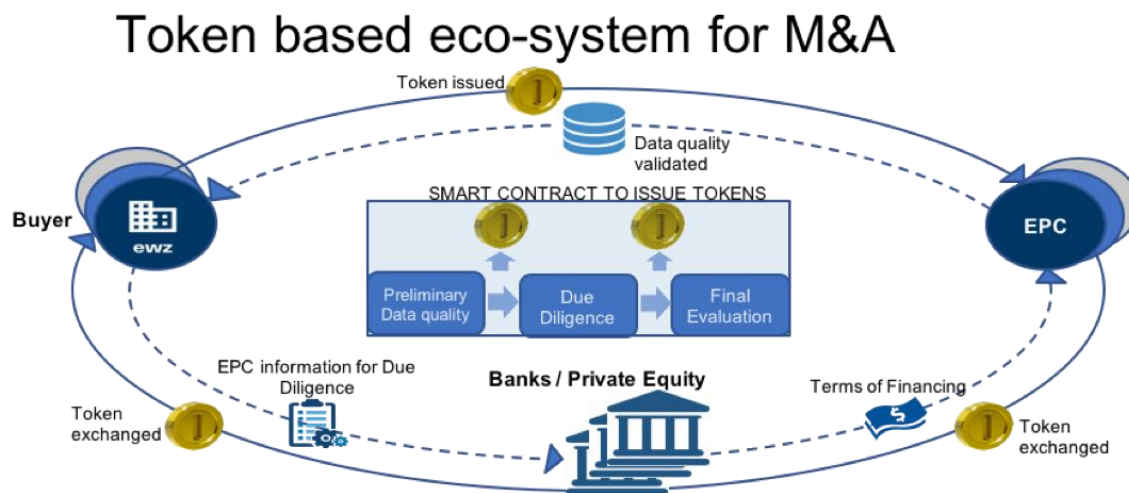 Token based eco-system for M&A
Token issued
Data quality
validated
SMART CONTRACT TO ISSUE TOKENS
Buyer
ewz
EPC
Preliminary
Data quality
Due
Diligence
Final
Evaluation
EPC information for Due
Diligence
Banks / Private Equity
Terms of Financing
$
Token
exchanged
Token
exchanged